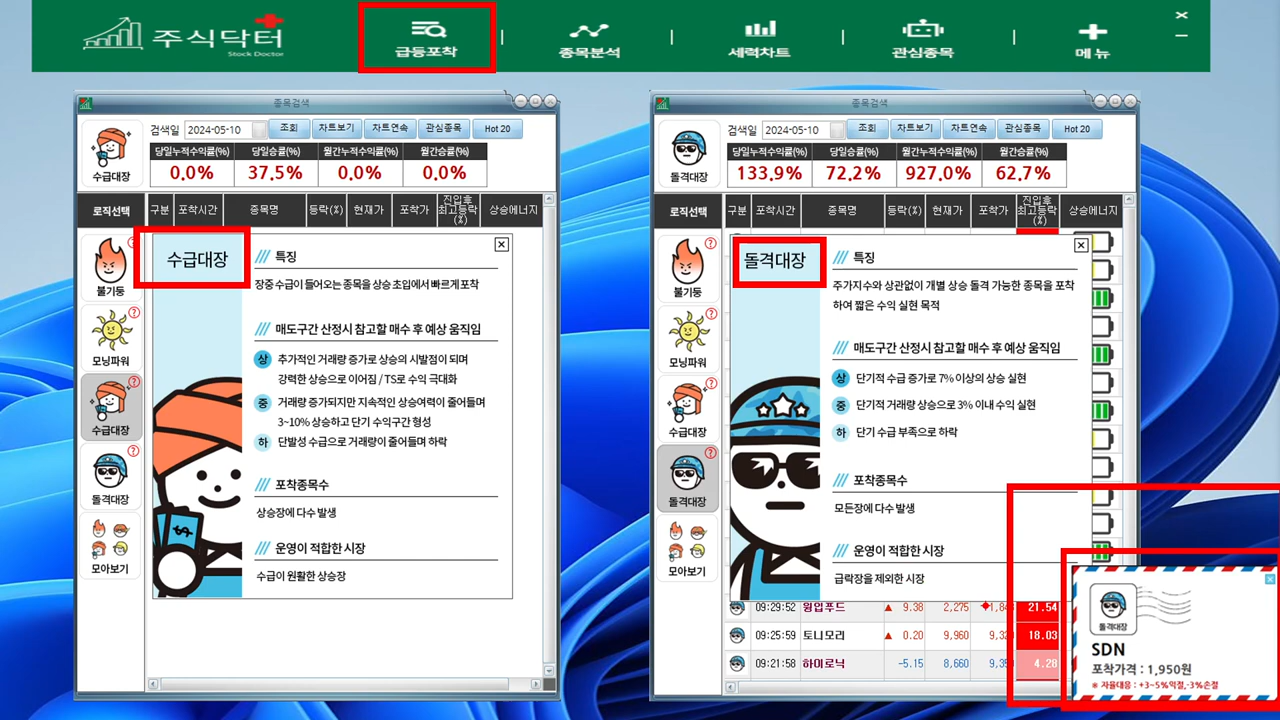 주식닥터
Stock Doctor
급등포착
종목분석
세력차트
관심종목
메뉴
종목검색
수급대장
검색일
2024-05-10
조회
차트보기
차트연속
관심종목
Hot 20
당일누적수익률(%) 당일승률(%) 월간누적수익률(%) 월간승률(%)
0.0% 37.5% 0.0% 0.0%
로직선택
구분 포착시간 종목명 등락(%) 현재가 포착가 진입후 최고등락 (%) 상승에너지
불기둥
모닝파워
수급대장
돌격대장
모아보기
수급대장
특징
장중 수급이 들어오는 종목을 상승 초입에서 빠르게 포착
매도구간 산정시 참고할 매수 후 예상 움직임
상 추가적인 거래량 증가로 상승의 시발점이 되며
강력한 상승으로 이어짐 / TS로 수익 극대화
중 거래량 증가되지만 지속적인 상승여력이 줄어들며
3~10% 상승하고 단기 수익구간 형성
하 단발성 수급으로 거래량이 줄어들며 하락
포착종목수
상승장에 다수 발생
운영이 적합한 시장
수급이 원활한 상승장
종목검색
돌격대장
검색일
2024-05-10
조회
차트보기
차트연속
관심종목
Hot 20
당일누적수익률(%) 당일승률(%) 월간누적수익률(%) 월간승률(%)
133.9% 72.2% 927.0% 62.7%
로직선택
구분 포착시간 종목명 등락(%) 현재가 포착가 진입후 최고등락 (%) 상승에너지
불기둥
모닝파워
수급대장
돌격대장
모아보기
돌격대장
특징
주가지수와 상관없이 개별 상승 돌격 가능한 종목을 포착
하여 짧은 수익 실현 목적
매도구간 산정시 참고할 매수 후 예상 움직임
상 단기적 수급 증가로 7% 이상의 상승 실현
중 단기적 거래량 상승으로 3% 이내 수익 실현
하 단기 수급 부족으로 하락
포착종목수
모든장에 다수 발생
운영이 적합한 시장
급락장을 제외한 시장
09:29:52 윙입푸드 ▲ 9.38 2,275 21.54
09:25:59 토니모리 ▲ 0.20 9,960 18.03
09:21:58 하이로닉 -5.15 8,660 4.28
돌격대장
SDN
포착가격 : 1,950원
* 자율대응 : +3~5%익절,-3%손절